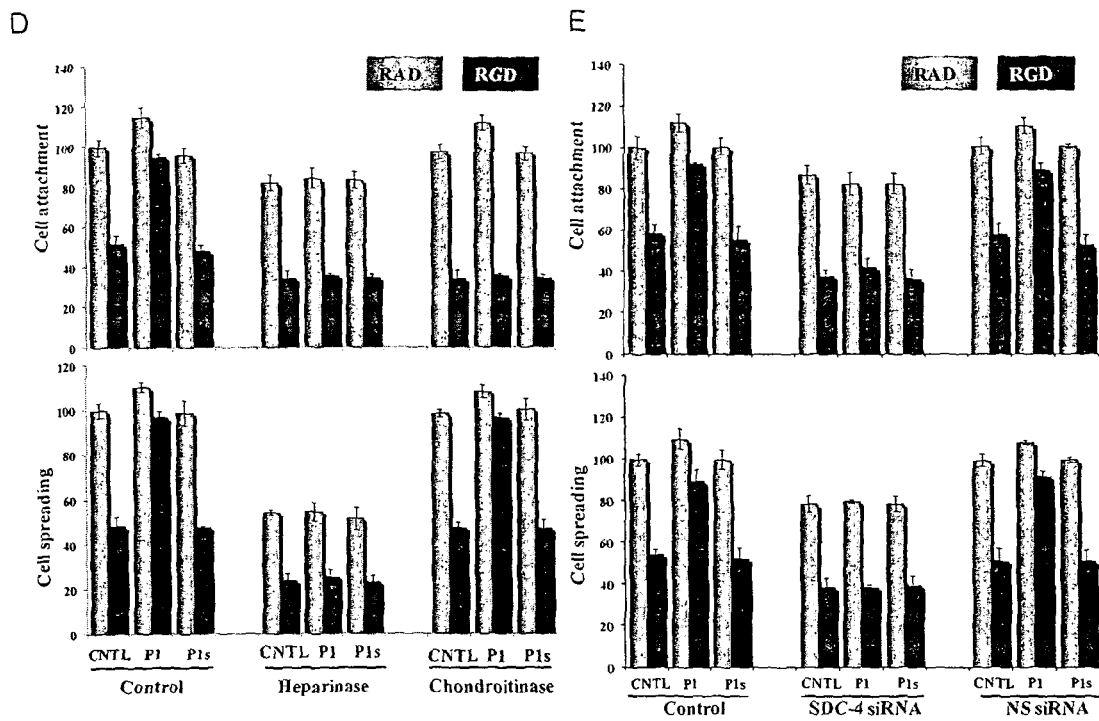 D
E
RAD RGD
140
120
100
80
60
40
20
0
Cell attachment
120
100
80
60
40
20
0
Cell spreading
CNTL P1 P1s
CNTL P1 P1s
CNTL P1 P1s
Control Heparinase Chondroitinase
RAD RGD
140
120
100
80
60
40
20
0
Cell attachment
140
120
100
80
60
40
20
0
Cell spreading
CNTL P1 P1s
CNTL P1 P1s
CNTL P1 P1s
Control SDC-4 siRNA NS siRNA